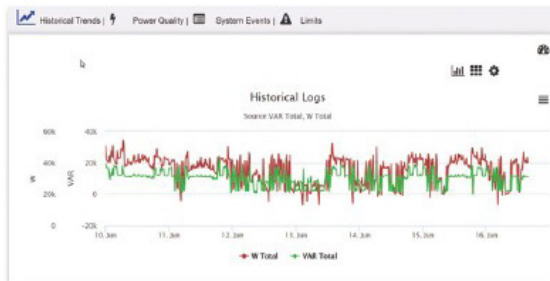 Historical Trends | Power Quality | System Events | Limits
Historical Logs
Source VAR Total, W Total
60k 40k
40k 20k
W VAR
20k 0
0 -20k
10. Jun 11. Jun 12. Jun 13. Jun 14. Jun 15. Jun 16. Jun
W Total VAR Total